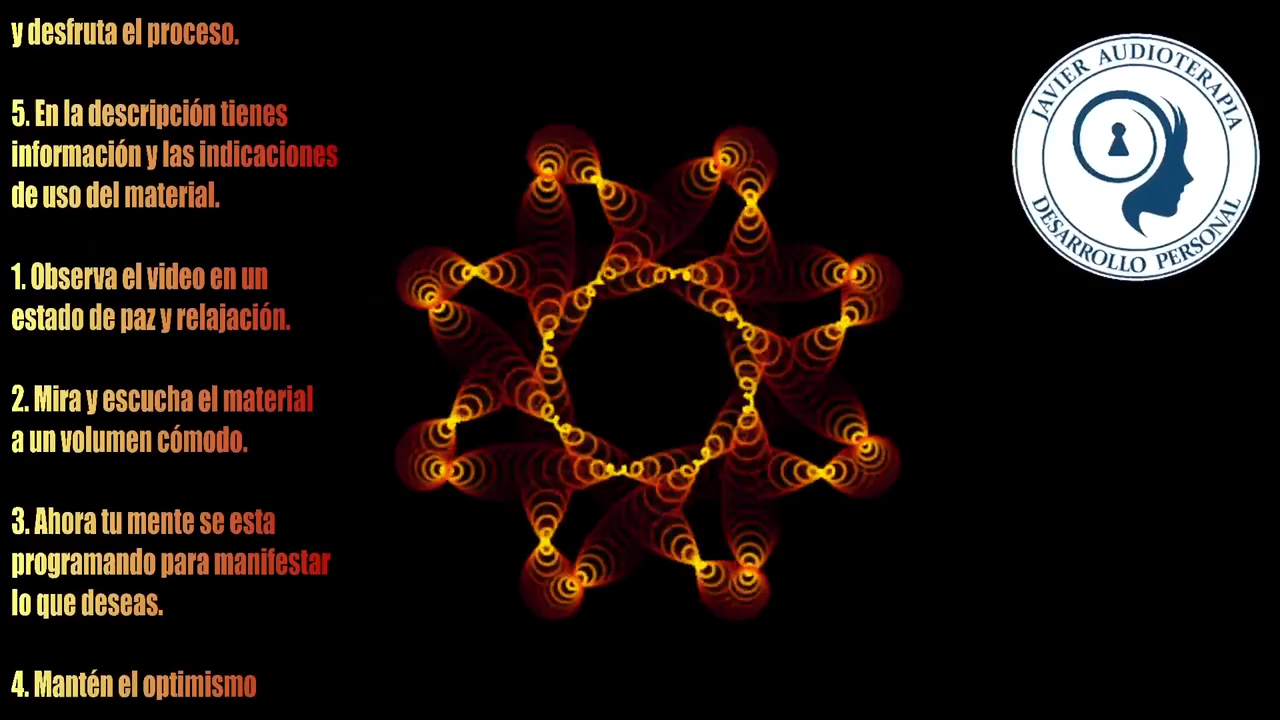 y desfruta el proceso.
5. En la descripción tienes
información y las indicaciones
de uso del material.
1. Observa el video en un
estado de paz y relajación.
2. Mira y escucha el material
a un volumen cómodo.
3. Ahora tu mente se esta
programando para manifestar
lo que deseas.
4. Mantén el optimismo
JAVIER AUDIOTERAPIA
DESARROLLO PERSONAL